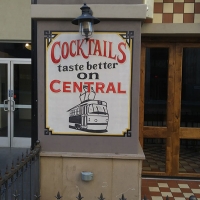 COCKTAILS
taste better
on
CENTRAL